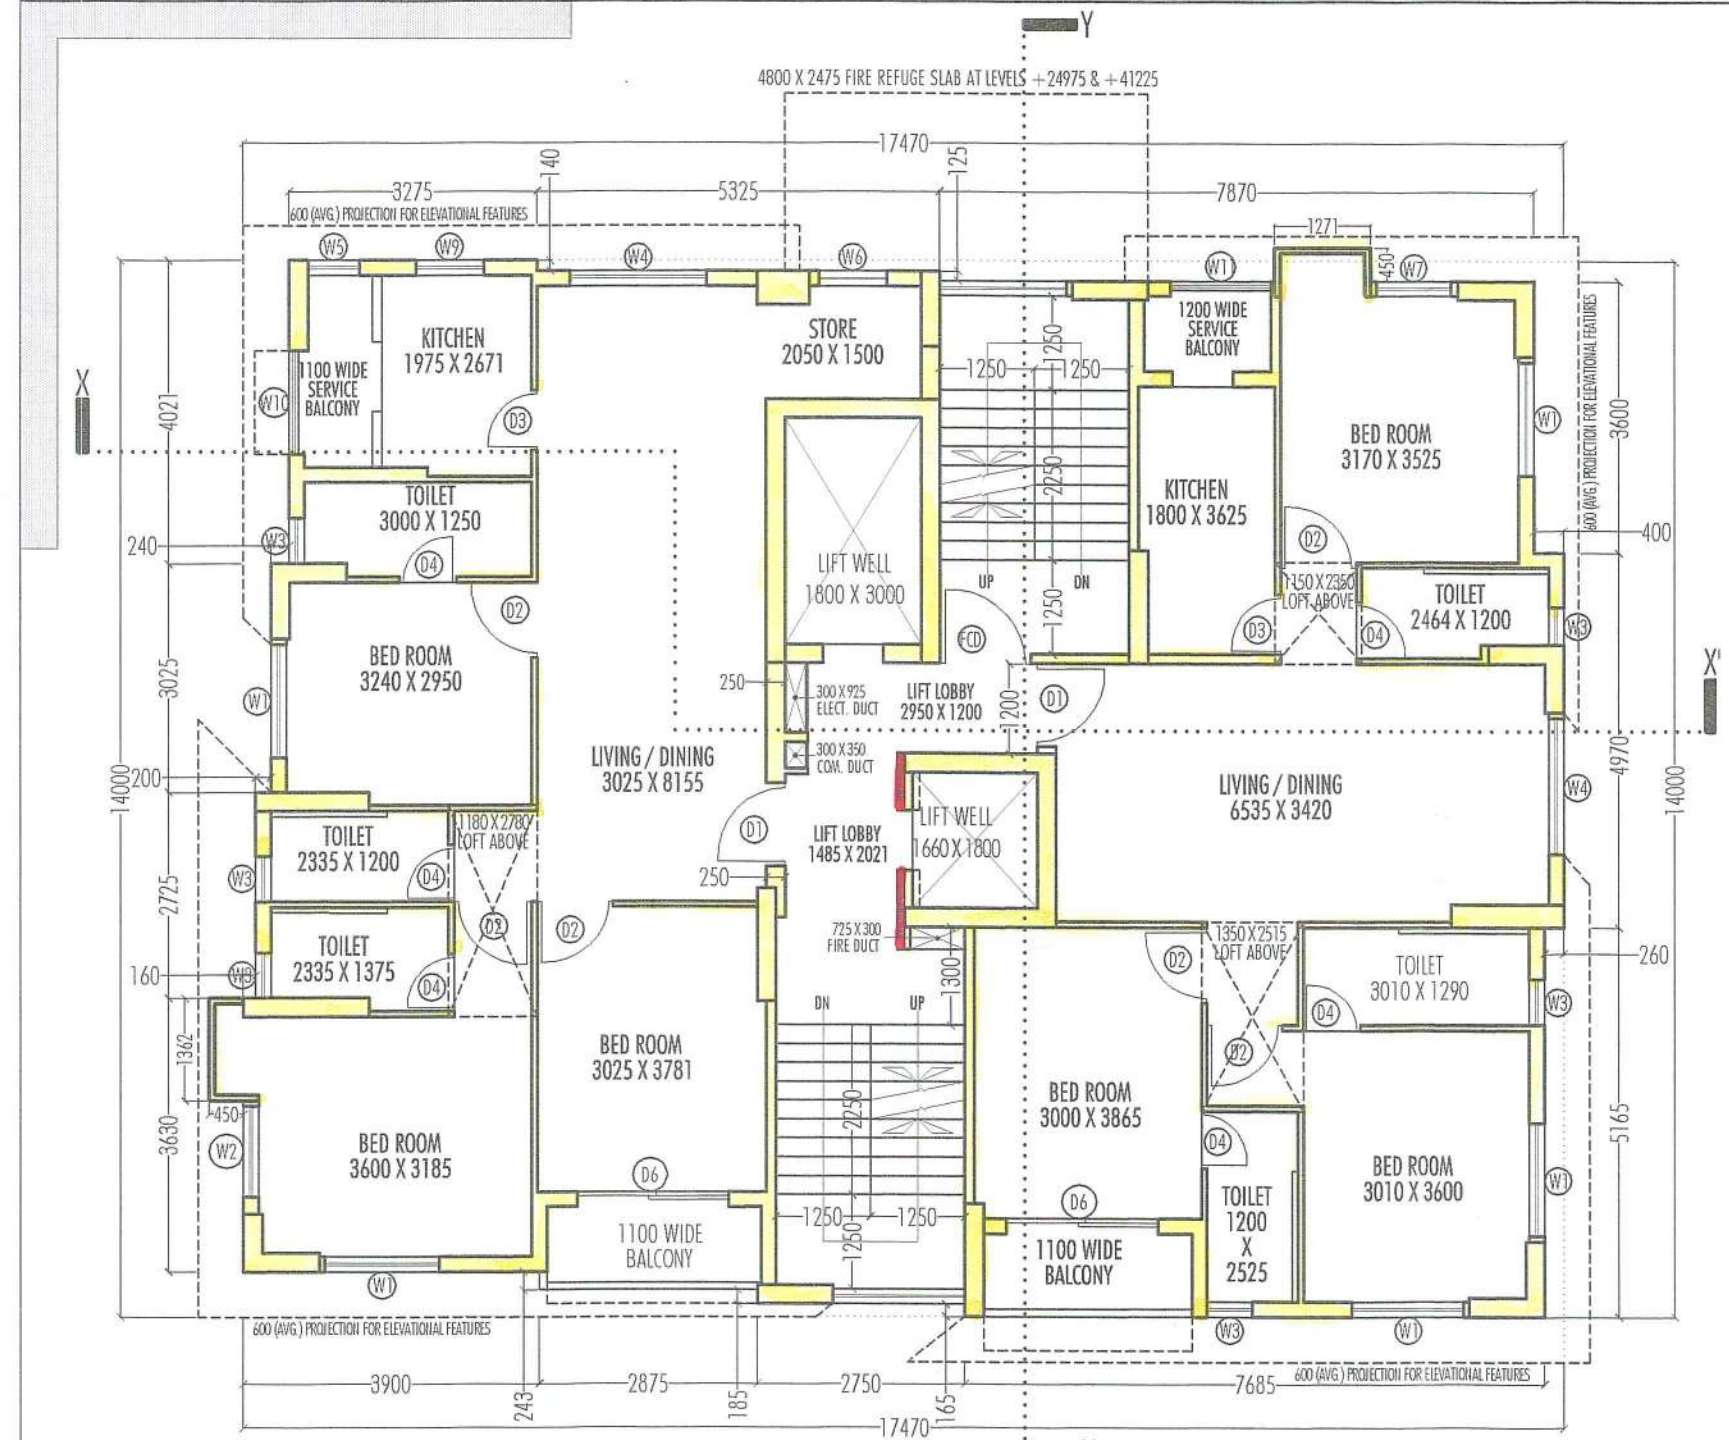 Y
4800 X 2475 FIRE REFUGE SLAB AT LEVELS +24975 & +41225
17470
140
125
3275
5325
7870
600 (AVG.) PROJECTION FOR ELEVATIONAL FEATURES
1271
W5
W9
W4
W6
W11
450
W7
KITCHEN
1975 X 2671
STORE
2050 X 1500
1200 WIDE
SERVICE
BALCONY
1250
1250
1250
1100 WIDE
SERVICE
BALCONY
X
W10
4021
D3
3600
W1
600 (AVG.) PROJECTION FOR ELEVATIONAL FEATURES
BED ROOM
3170 X 3525
2250
KITCHEN
1800 X 3625
TOILET
3000 X 1250
240
W3
D4
D2
400
LIFT WELL
1800 X 3000
UP
DN
1150 X 2350
LOFT ABOVE
TOILET
2464 X 1200
D2
1250
FCD
D3
D4
W3
BED ROOM
3240 X 2950
3025
W1
250
300 X 925
ELECT. DUCT
LIFT LOBBY
2950 X 1200
1200
D1
X'
LIVING / DINING
3025 X 8155
300 X 350
COM. DUCT
14000
200
LIVING / DINING
6535 X 3420
4970
W4
14000
TOILET
2335 X 1200
1180 X 2780
LOFT ABOVE
D1
LIFT LOBBY
1485 X 2021
LIFT WELL
1660 X 1800
W3
D4
250
2725
D2
D2
725 X 300
FIRE DUCT
1350 X 2515
LOFT ABOVE
TOILET
2335 X 1375
160
W3
D4
D2
TOILET
3010 X 1290
260
1300
DN
UP
D4
W3
1362
BED ROOM
3025 X 3781
D2
450
3630
W2
BED ROOM
3600 X 3185
2250
BED ROOM
3000 X 3865
D4
5165
BED ROOM
3010 X 3600
W1
D6
D6
TOILET
1200
X
2525
1250
1250
1250
1100 WIDE
BALCONY
1100 WIDE
BALCONY
W1
W3
W1
600 (AVG.) PROJECTION FOR ELEVATIONAL FEATURES
600 (AVG.) PROJECTION FOR ELEVATIONAL FEATURES
3900
2875
2750
7685
243
185
165
17470